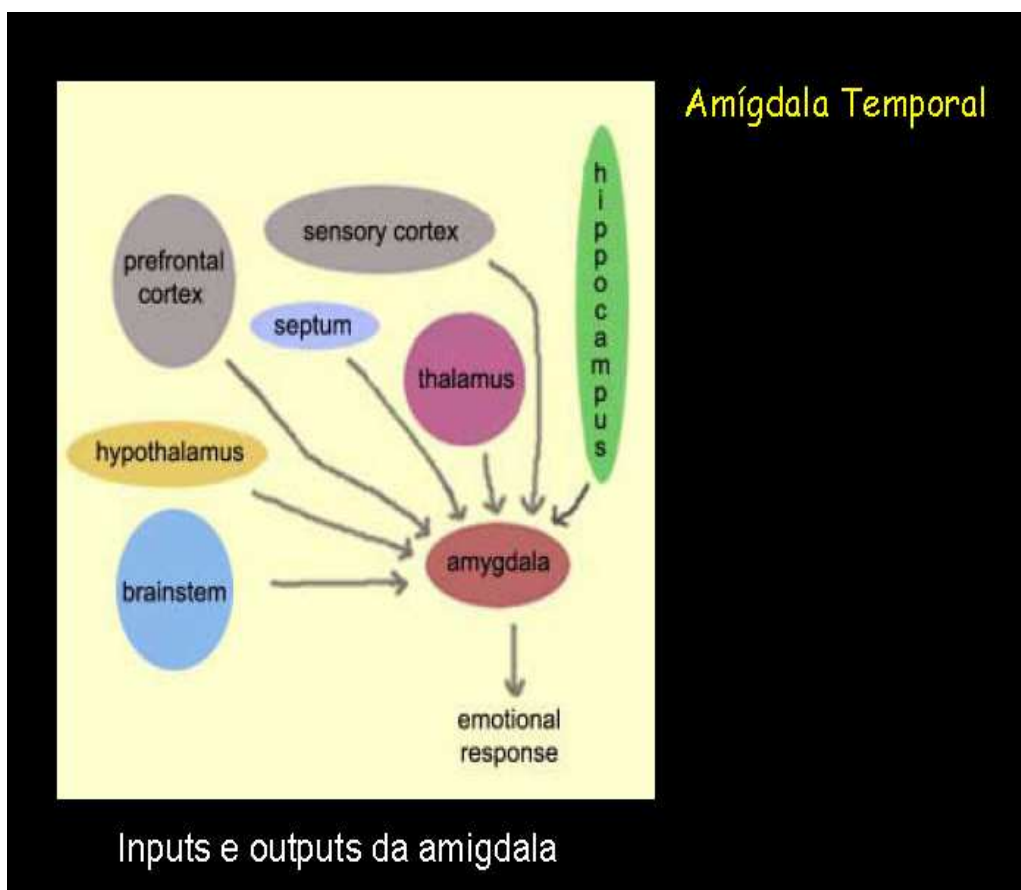 Amígdala Temporal
hippocampus
sensory cortex
prefrontal
cortex
septum
thalamus
hypothalamus
amygdala
brainstem
emotional
response
Inputs e outputs da amigdala